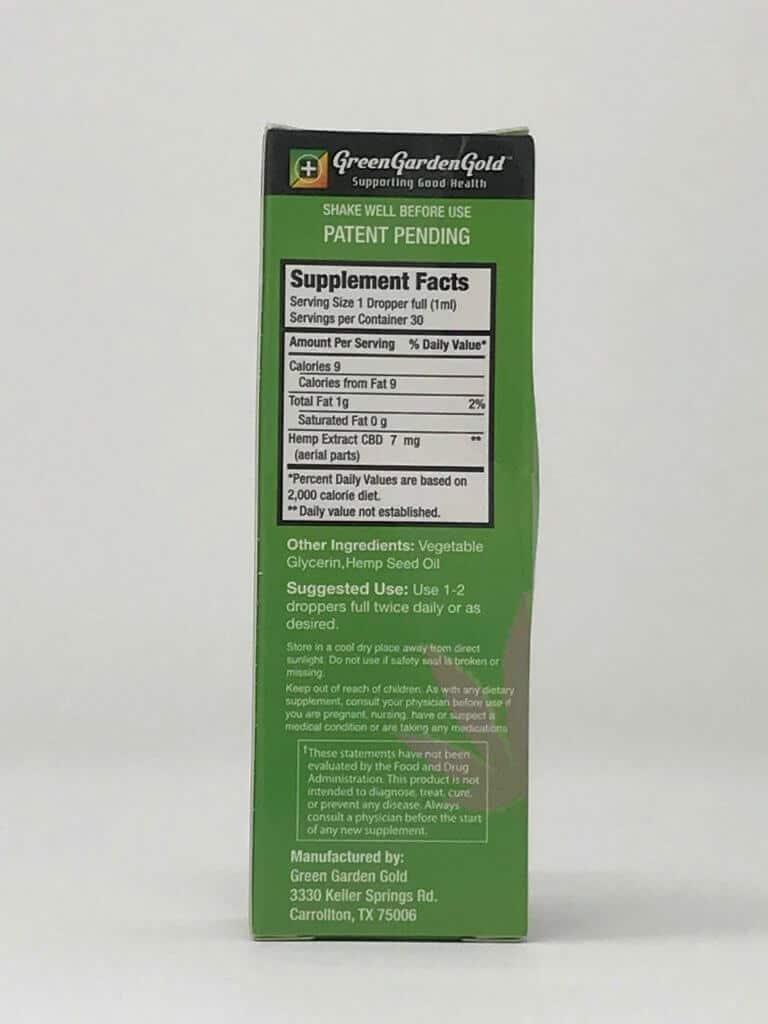 GreenGardenGold™
Supporting Good Health
SHAKE WELL BEFORE USE
PATENT PENDING
Supplement Facts
Serving Size 1 Dropper full (1ml)
Servings per Container 30
Amount Per Serving % Daily Value*
Calories 9
Calories from Fat 9
Total Fat 1g 2%
Saturated Fat 0 g
Hemp Extract CBD 7 mg **
(aerial parts)
*Percent Daily Values are based on
2,000 calorie diet.
** Daily value not established.
Other Ingredients: Vegetable
Glycerin,Hemp Seed Oil
Suggested Use: Use 1-2
droppers full twice daily or as
desired.
Store in a cool dry place away from direct
sunlight. Do not use if safety seal is broken or
missing.
Keep out of reach of children. As with any dietary
supplement, consult your physician before use if
you are pregnant, nursing, have or suspect a
medical condition or are taking any medications
†These statements have not been
evaluated by the Food and Drug
Administration. This product is not
intended to diagnose, treat, cure,
or prevent any disease. Always
consult a physician before the start
of any new supplement.
Manufactured by:
Green Garden Gold
3330 Keller Springs Rd.
Carrollton, TX 75006